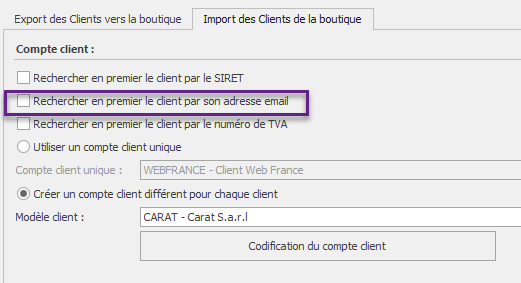 Export des Clients vers la boutique Import des Clients de la boutique
Compte client :
Rechercher en premier le client par le SIRET
Rechercher en premier le client par son adresse email
Rechercher en premier le client par le numéro de TVA
Utiliser un compte client unique
Compte client unique : WEBFRANCE - Client Web France
Créer un compte client différent pour chaque client
Modèle client : CARAT - Carat S.a.r.l
Codification du compte client